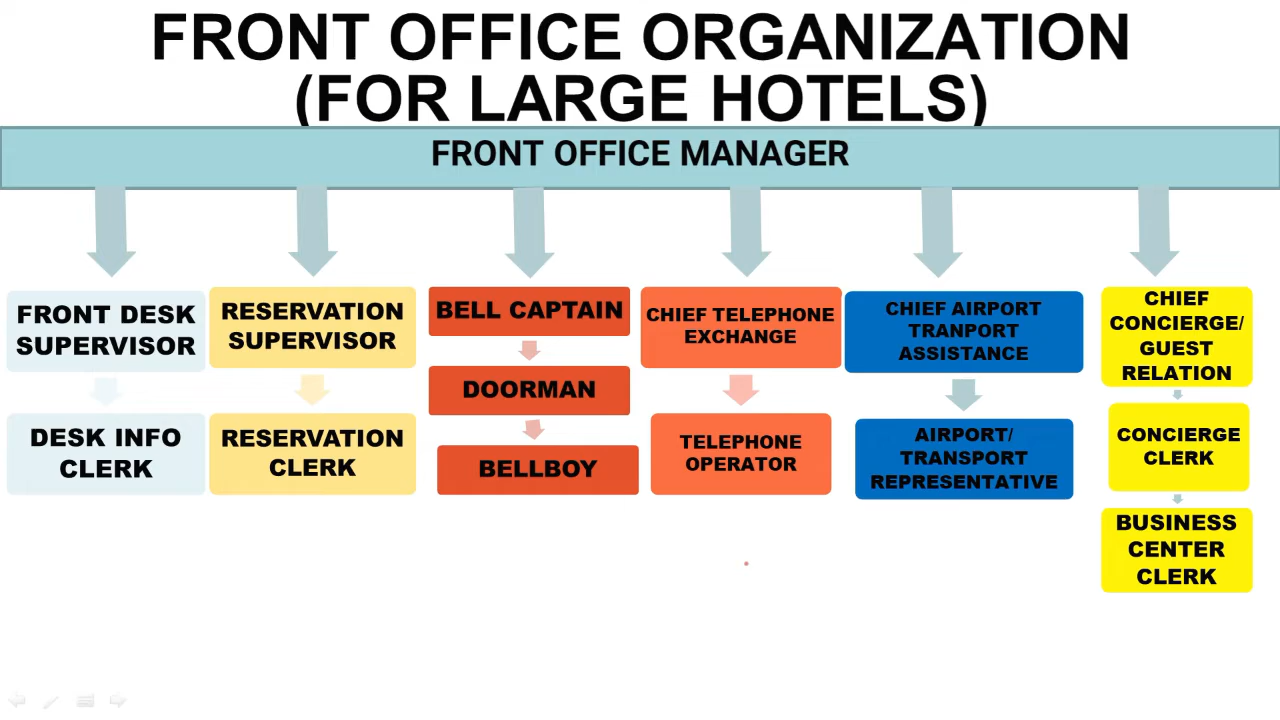 FRONT OFFICE ORGANIZATION
(FOR LARGE HOTELS)
FRONT OFFICE MANAGER
FRONT DESK
SUPERVISOR
DESK INFO
CLERK
RESERVATION
SUPERVISOR
RESERVATION
CLERK
BELL CAPTAIN
DOORMAN
BELLBOY
CHIEF TELEPHONE
EXCHANGE
TELEPHONE
OPERATOR
CHIEF AIRPORT
TRANPORT
ASSISTANCE
AIRPORT/
TRANSPORT
REPRESENTATIVE
CHIEF
CONCIERGE/
GUEST
RELATION
CONCIERGE
CLERK
BUSINESS
CENTER
CLERK